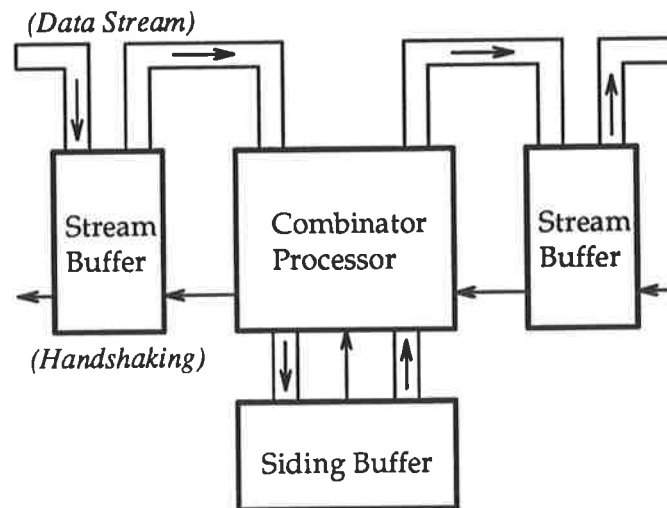 (Data Stream)
Stream
Buffer
Combinator
Processor
Stream
Buffer
(Handshaking)
Siding Buffer